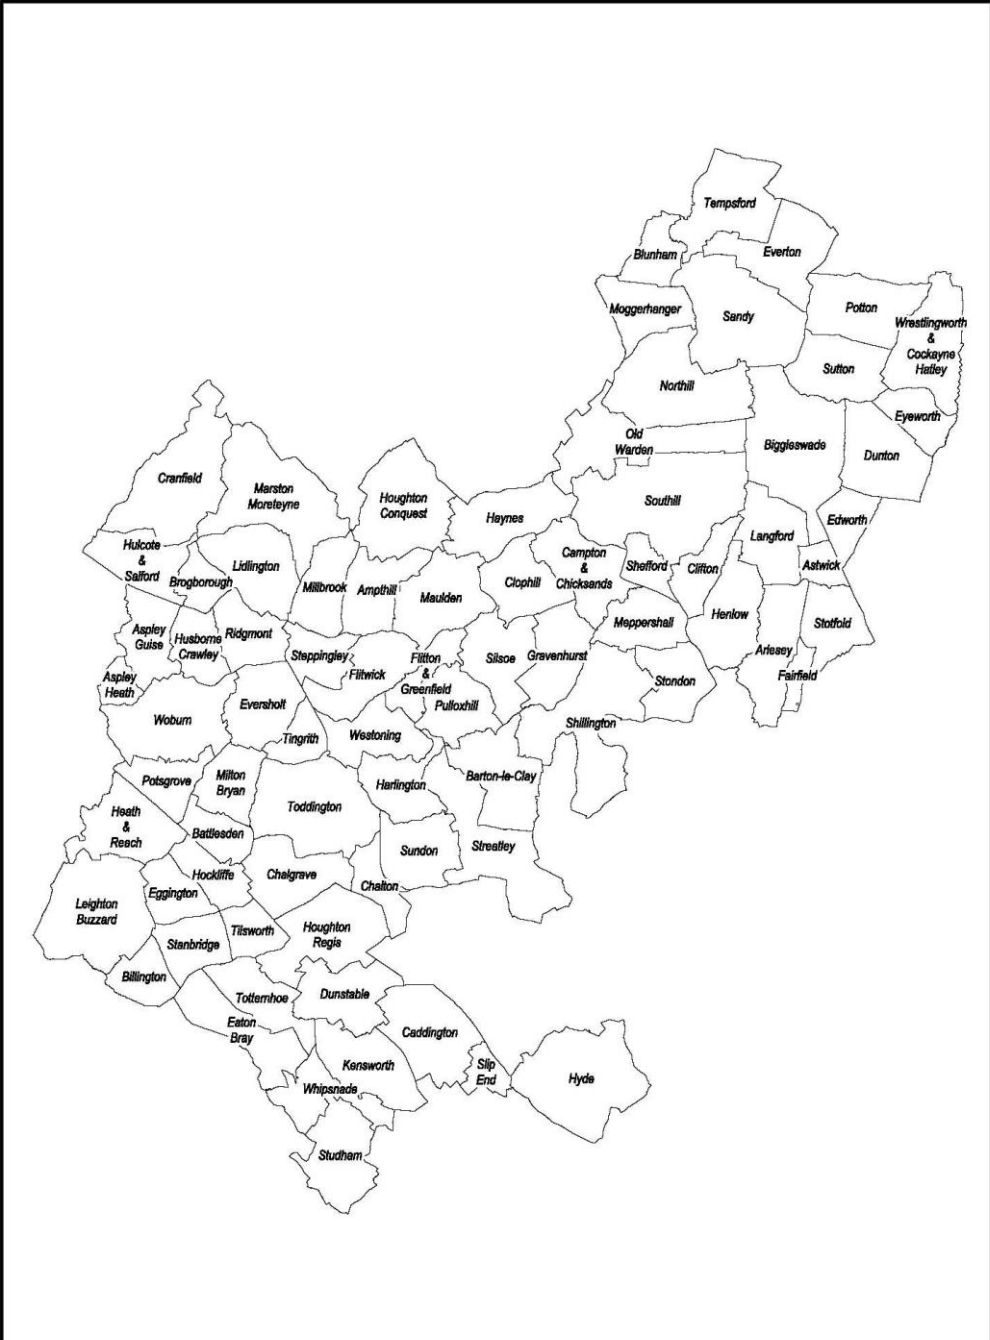 Tempsford
Blunham
Everton
Moggerhanger
Sandy
Potton
Wrestlingworth
&
Cockayne
Hatley
Sutton
Northill
Eyeworth
Old
Warden
Biggleswade
Dunton
Cranfield
Marston
Moreteyne
Houghton
Conquest
Haynes
Southill
Edworth
Langford
Hulcote
&
Salford
Brogborough
Lidlington
Millbrook
Ampthill
Maulden
Clophill
Campton
&
Chicksands
Shefford
Clifton
Astwick
Henlow
Stotfold
Meppershall
Aspley
Guise
Husborne
Crawley
Ridgmont
Steppingley
Flitwick
Flitton
&
Greenfield
Silsoe
Gravenhurst
Arlesey
Fairfield
Stondon
Aspley
Heath
Woburn
Eversholt
Pulloxhill
Tingrith
Westoning
Shillington
Potsgrove
Milton
Bryan
Toddington
Harlington
Barton-le-Clay
Heath
&
Reach
Battlesden
Sundon
Streatley
Hockliffe
Chalgrave
Chalton
Eggington
Leighton
Buzzard
Stanbridge
Tilsworth
Houghton
Regis
Billington
Totternhoe
Dunstable
Eaton
Bray
Caddington
Kensworth
Slip
End
Hyde
Whipsnade
Studham